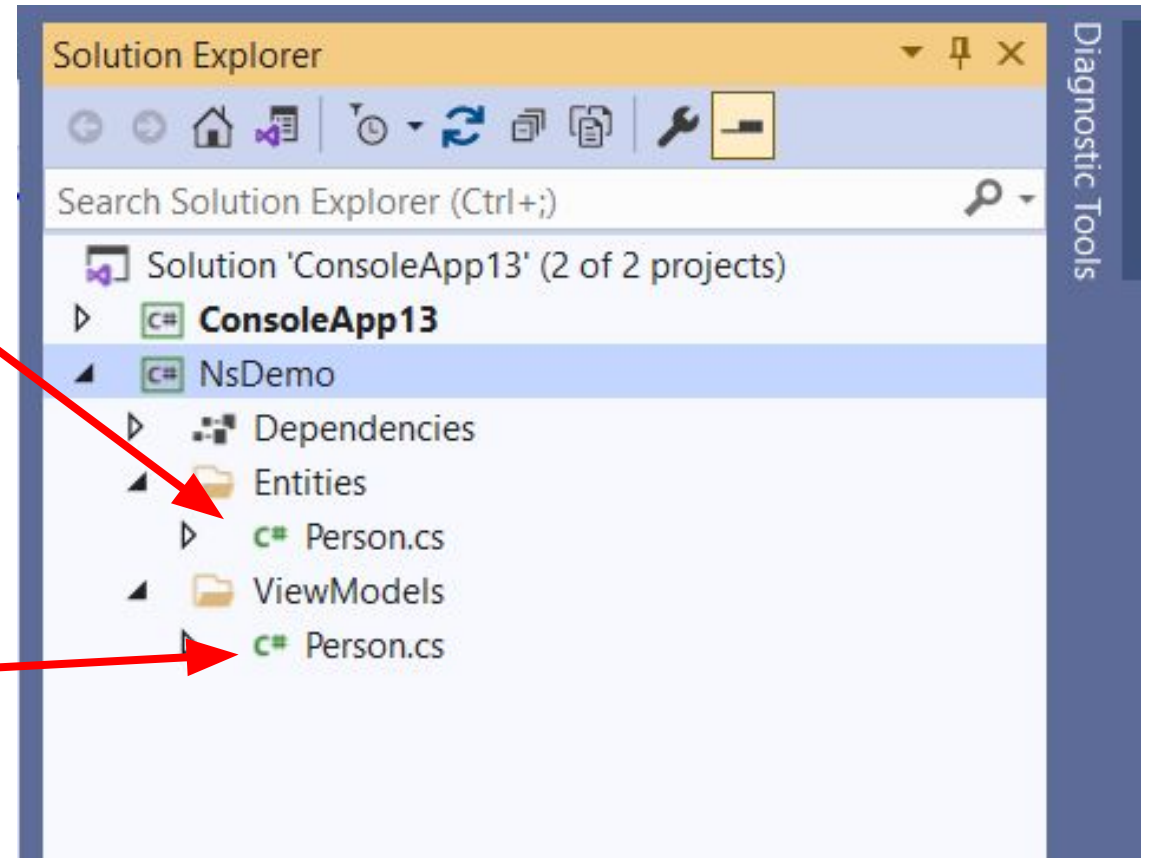 Solution Explorer
Search Solution Explorer (Ctrl+;)
Solution 'ConsoleApp13' (2 of 2 projects)
C# ConsoleApp13
C# NsDemo
Dependencies
Entities
C# Person.cs
ViewModels
C# Person.cs
Diagnostic Tools